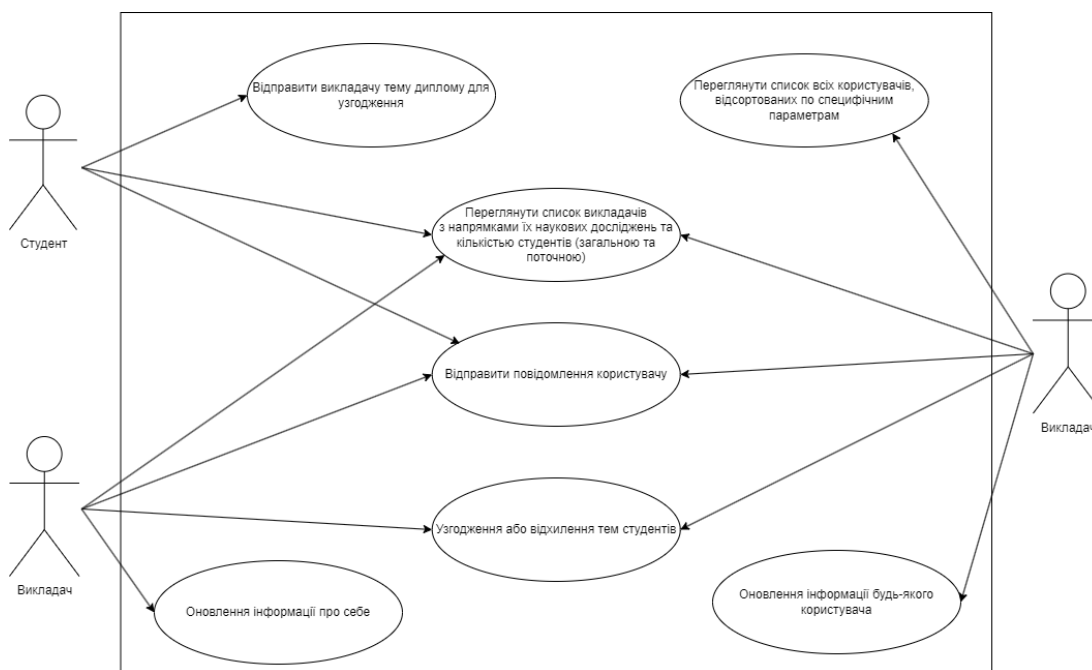 Відправити викладачу тему диплому для
узгодження
Переглянути список всіх користувачів,
відсортованих по специфічним
параметрам
Студент
Переглянути список викладачів
з напрямками їх наукових досліджень та
кількістью студентів (загальною та
поточною)
Відправити повідомлення користувачу
Викладач
Узгодження або відхилення тем студентів
Викладач
Оновлення інформації про себе
Оновлення інформації будь-якого
користувача